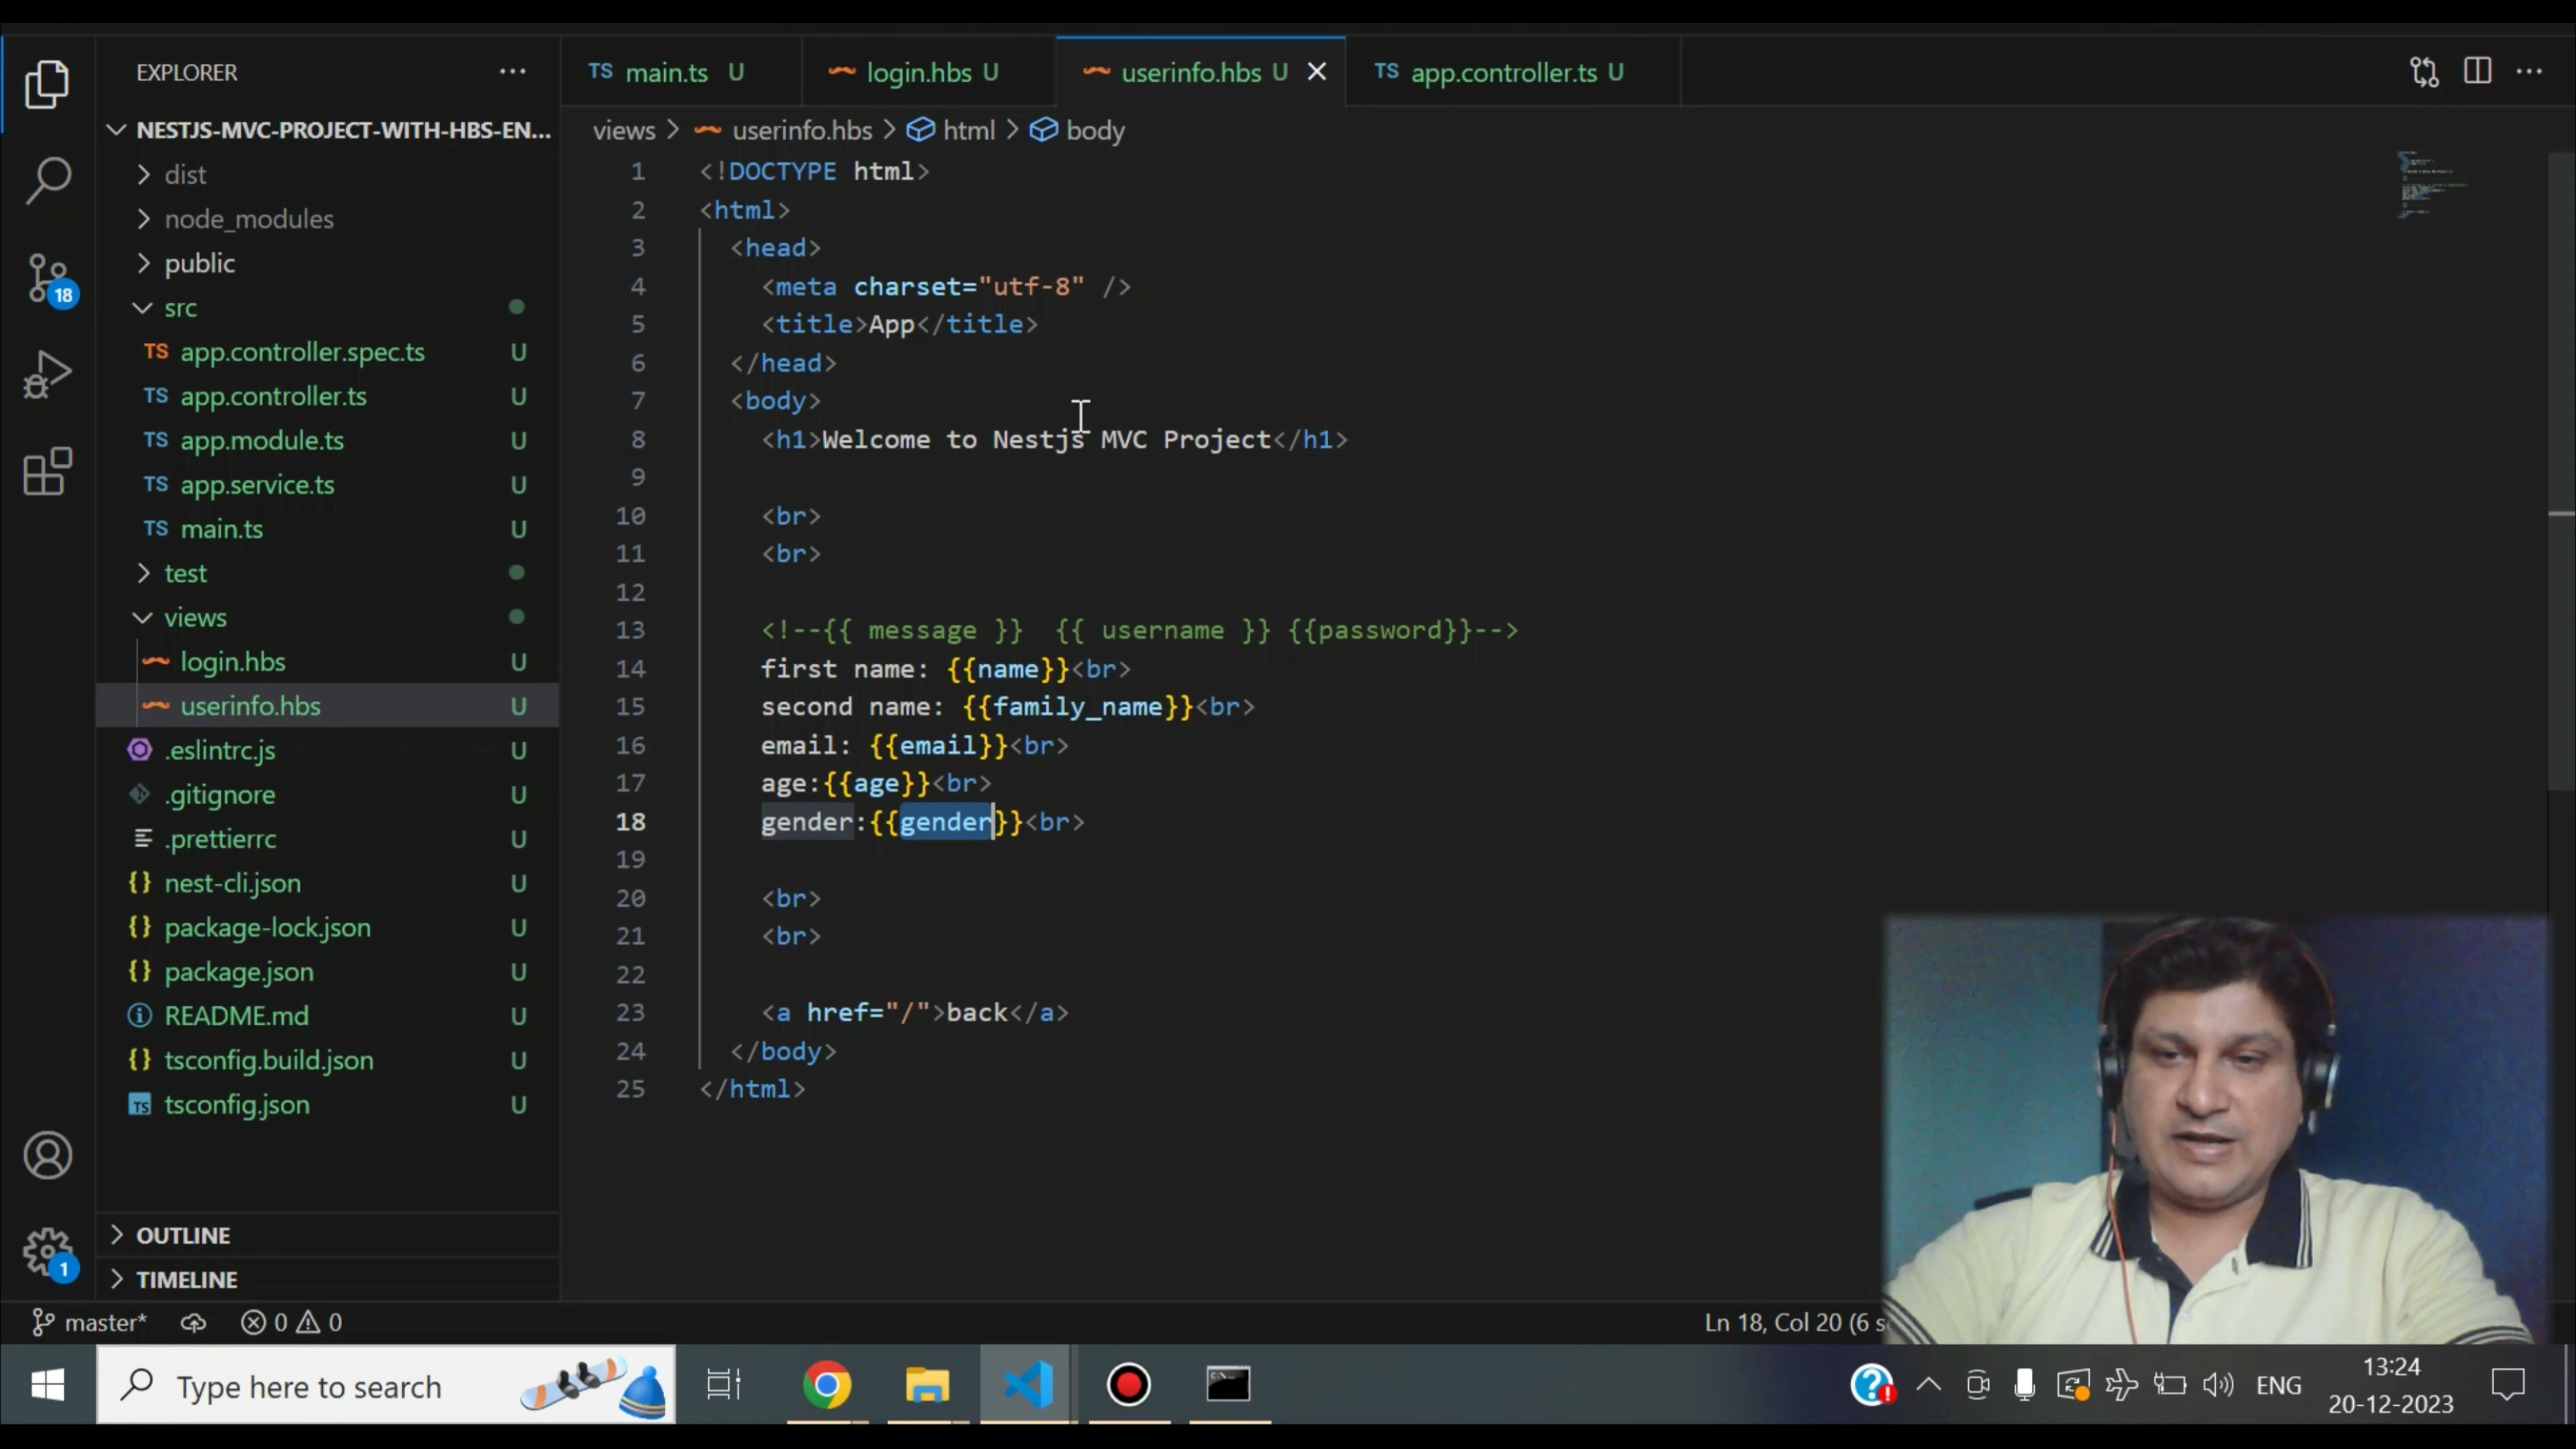 EXPLORER
TS main.ts U
login.hbs U
userinfo.hbs U
TS app.controller.ts U
NESTJS-MVC-PROJECT-WITH-HBS-EN...
dist
node_modules
public
18
src
TS app.controller.spec.ts U
TS app.controller.ts U
TS app.module.ts U
TS app.service.ts U
TS main.ts U
test
views
login.hbs U
userinfo.hbs U
.eslintrc.js U
.gitignore U
.prettierrc U
{} nest-cli.json U
{} package-lock.json U
{} package.json U
README.md U
{} tsconfig.build.json U
TS tsconfig.json U
OUTLINE
1
TIMELINE
views > userinfo.hbs > html > body
1 <!DOCTYPE html>
2 <html>
3 <head>
4 <meta charset="utf-8" />
5 <title>App</title>
6 </head>
7 <body>
8 <h1>Welcome to Nestjs MVC Project</h1>
9
10 <br>
11 <br>
12
13 <!--{{ message }}  {{ username }} {{password}}-->
14 first name: {{name}}<br>
15 second name: {{family_name}}<br>
16 email: {{email}}<br>
17 age:{{age}}<br>
18 gender:{{gender}}<br>
19
20 <br>
21 <br>
22
23 <a href="/">back</a>
24 </body>
25 </html>
master* 0 0
Ln 18, Col 20 (6 s
Type here to search
ENG
13:24
20-12-2023